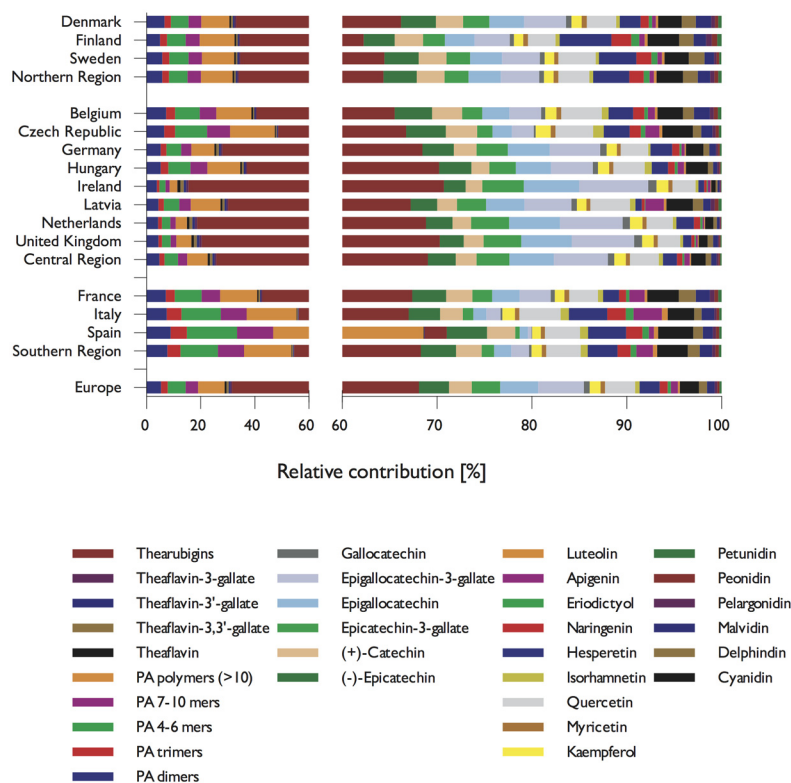 Denmark
Finland
Sweden
Northern Region
Belgium
Czech Republic
Germany
Hungary
Ireland
Latvia
Netherlands
United Kingdom
Central Region
France
Italy
Spain
Southern Region
Europe
0 20 40 60 60 70 80 90 100
Relative contribution [%]
Thearubigins Gallocatechin Luteolin Petunidin
Theaflavin-3-gallate Epigallocatechin-3-gallate Apigenin Peonidin
Theaflavin-3'-gallate Epigallocatechin Eriodictyol Pelargonidin
Theaflavin-3,3'-gallate Epicatechin-3-gallate Naringenin Malvidin
Theaflavin (+)-Catechin Hesperetin Delphindin
PA polymers (>10) (-)-Epicatechin Isorhamnetin Cyanidin
PA 7-10 mers Quercetin
PA 4-6 mers Myricetin
PA trimers Kaempferol
PA dimers